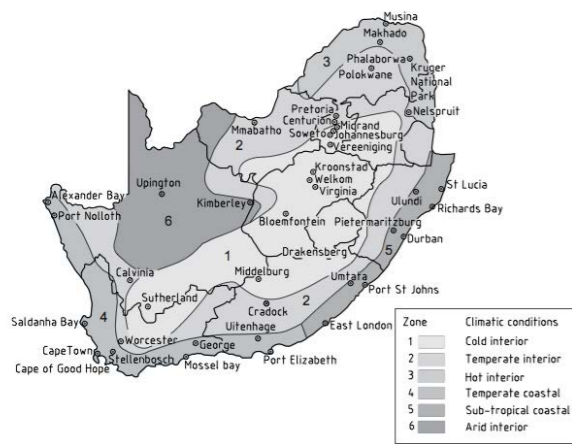 Musina
Makhado
3
Phalaborwa
Polokwane
Kruger
National
Park
Pretoria
Centurion
Midrand
Nelspruit
Mmabatho
Soweto
Johannesburg
Vereeniging
2
Kroonstad
Welkom
Virginia
St Lucia
Ulundi
Upington
Kimberley
Alexander Bay
Port Nolloth
6
Bloemfontein
Pietermaritzburg
Richards Bay
Durban
Drakensberg
5
1
Calvinia
Middelburg
Umtata
Port St Johns
Sutherland
4
2
Cradock
Saldanha Bay
Uitenhage
East London
Worcester
George
CapeTown
Stellenbosch
Port Elizabeth
Cape of Good Hope
Mossel bay
Zone Climatic conditions
1 Cold interior
2 Temperate interior
3 Hot interior
4 Temperate coastal
5 Sub-tropical coastal
6 Arid interior